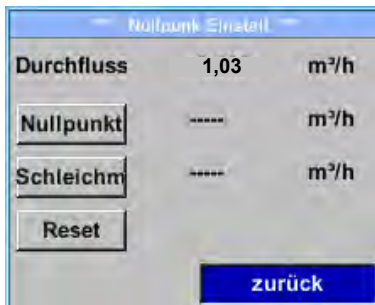 Nullpunk Einstell
Durchfluss 1,03 m³/h
Nullpunkt ----- m³/h
Schleichm ----- m³/h
Reset
zurück